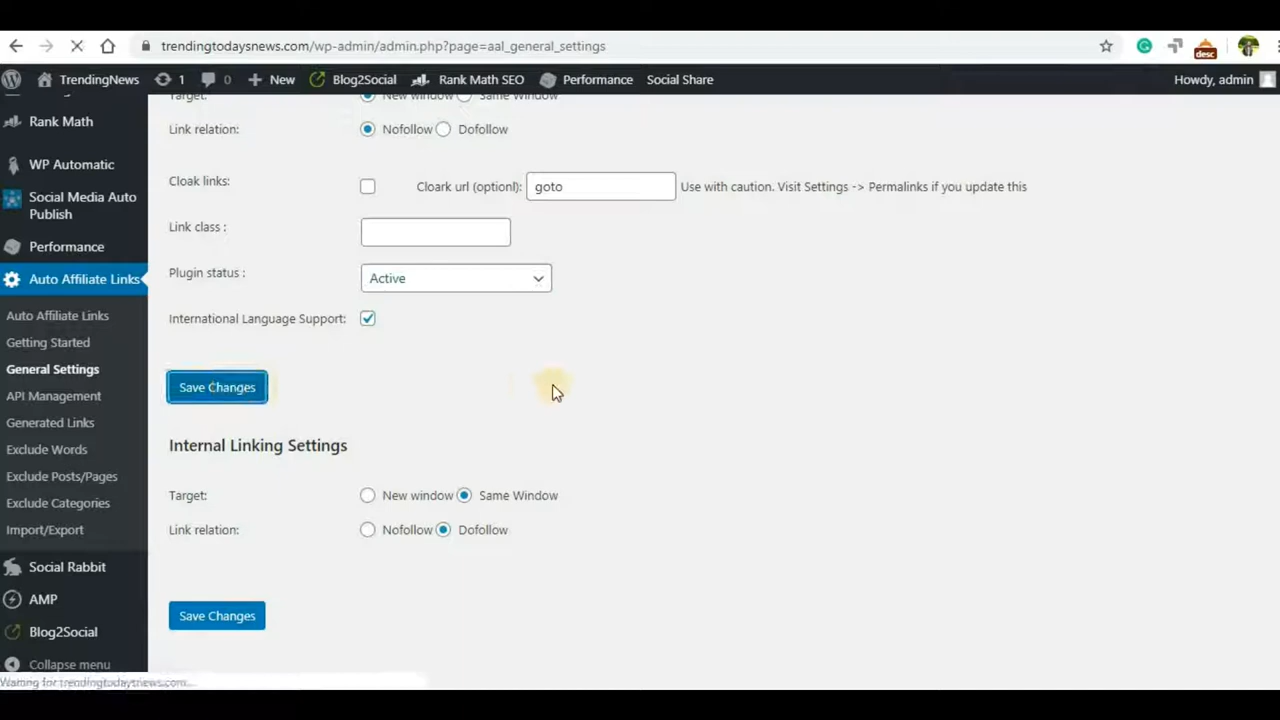 trendingtodaysnews.com/wp-admin/admin.php?page=aal_general_settings
desc
TrendingNews 1 0 New Blog2Social Rank Math SEO Performance Social Share Howdy, admin
Target: New window Same Window
Rank Math
Link relation: Nofollow Dofollow
WP Automatic
Cloak links: Cloark url (optionl): goto Use with caution. Visit Settings -> Permalinks if you update this
Social Media Auto
Publish
Link class :
Performance
Plugin status : Active
Auto Affiliate Links
International Language Support:
Auto Affiliate Links
Getting Started
General Settings
Save Changes
API Management
Generated Links
Internal Linking Settings
Exclude Words
Exclude Posts/Pages
Target: New window Same Window
Exclude Categories
Link relation: Nofollow Dofollow
Import/Export
Social Rabbit
AMP
Save Changes
Blog2Social
Collapse menu
Waiting for trendingtodaysnews.com...